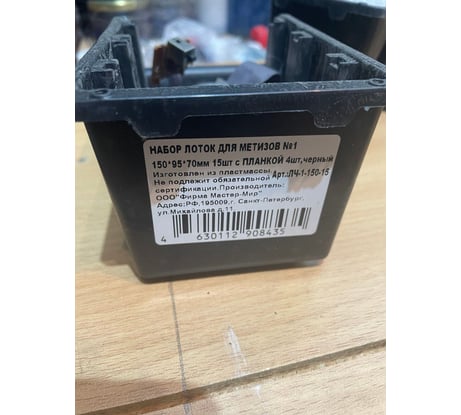 НАБОР ЛОТОК ДЛЯ МЕТИЗОВ №1
150*95*70мм 15шт с ПЛАНКОЙ 4шт,черный
Изготовлен из пластмассы Арт.:ПЧ-1-150-15
Не подлежит обязательной
сертификации.Производитель:
ООО"Фирма Мастер-Мир"
Адрес:РФ,195009,г. Санкт-Петербург,
ул.Михайлова д.11.
4 630112 908435